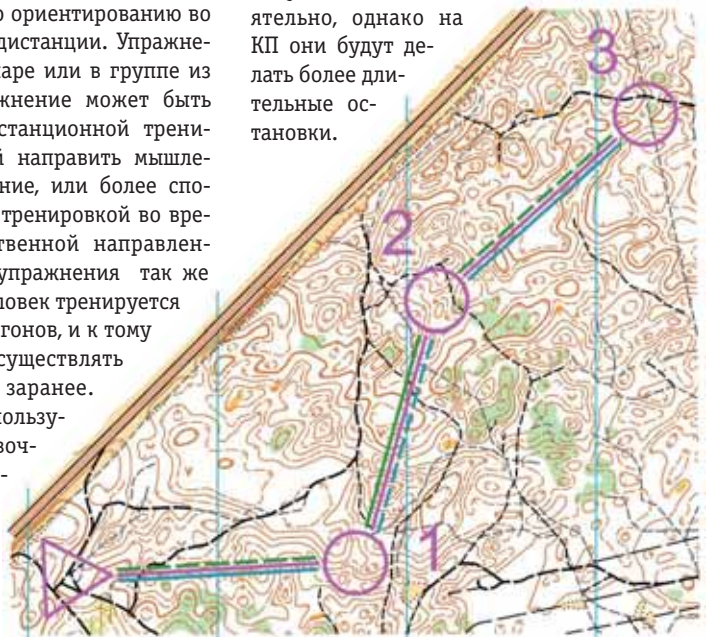 о ориентированию во
дистанции. Упражне-
паре или в группе из
жнение может быть
станционной трени-
й направить мышле-
ние, или более спо-
тренировкой во вре-
твенной направлен-
упражнения так же
ловек тренируется
гонов, и к тому
существлять
заранее.
пользу-
воч-
-
ятельно, однако на
КП они будут де-
лать более дли-
тельные ос-
тановки.
3
2
1